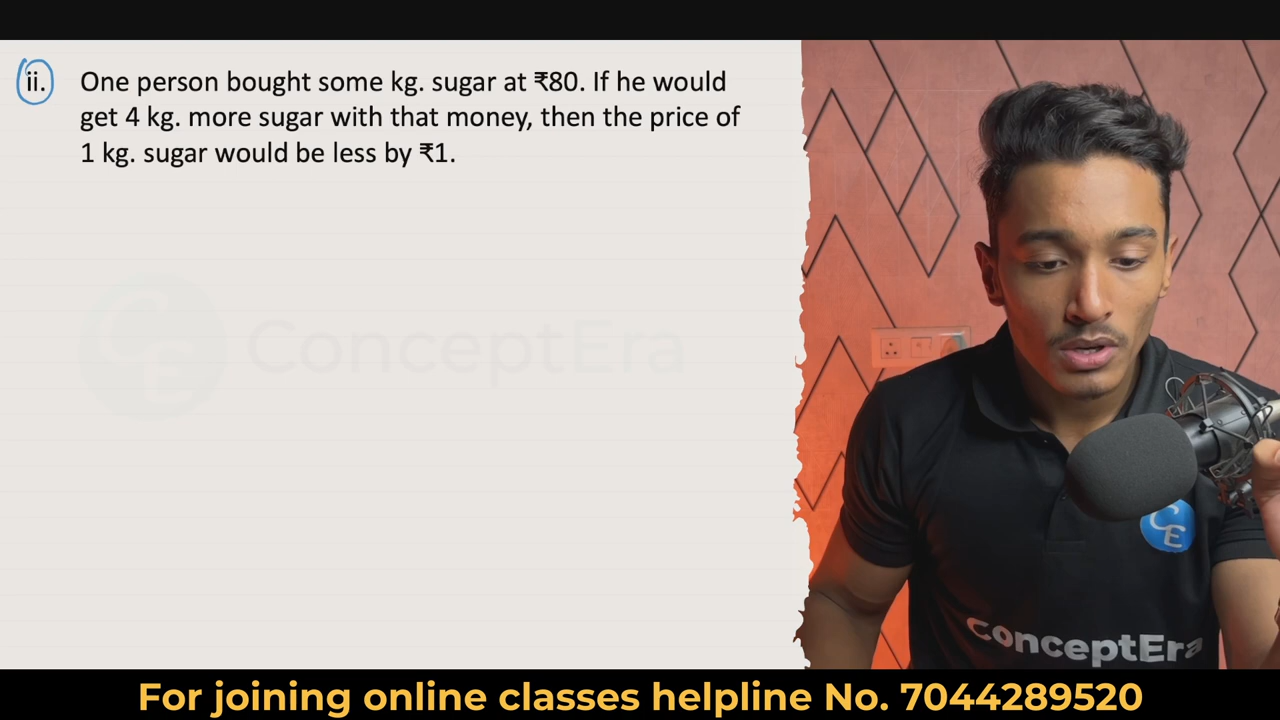 ii. One person bought some kg. sugar at ₹80. If he would
get 4 kg. more sugar with that money, then the price of
1 kg. sugar would be less by ₹1.
CE ConceptEra
CE
ConceptEra
For joining online classes helpline No. 7044289520